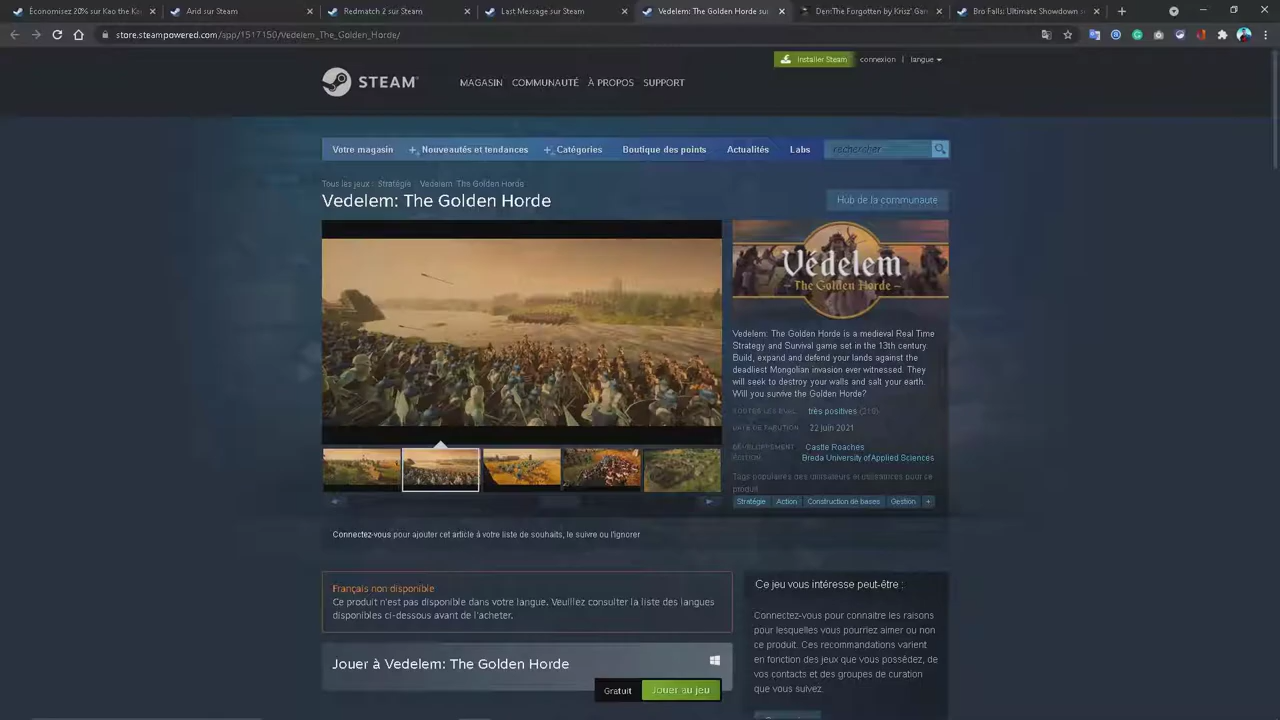 Économisez 20% sur Kao the Ka
Arid sur Steam
Redmatch 2 sur Steam
Last Message sur Steam
Vedelem: The Golden Horde sur
Den:The Forgotten by Krisz' Gar
Bro Falls: Ultimate Showdown s
store.steampowered.com/app/1517150/Vedelem_The_Golden_Horde/
Installer Steam
connexion | langue
STEAM
MAGASIN COMMUNAUTÉ À PROPOS SUPPORT
Votre magasin Nouveautés et tendances Catégories Boutique des points Actualités Labs rechercher
Tous les jeux Stratégie Vedelem: The Golden Horde
Vedelem: The Golden Horde
Hub de la communauté
Védelem
– The Golden Horde –
Vedelem: The Golden Horde is a medieval Real Time
Strategy and Survival game set in the 13th century.
Build, expand and defend your lands against the
deadliest Mongolian invasion ever witnessed. They
will seek to destroy your walls and salt your earth.
Will you survive the Golden Horde?
très positives
DATE DE PARUTION 22 juin 2021
DÉVELOPPEMENT Castle Roaches
ÉDITION Breda University of Applied Sciences
Tags populaires des utilisateurs et utilisatrices pour ce
produit
Stratégie Action Construction de bases Gestion +
Connectez-vous pour ajouter cet article à votre liste de souhaits, le suivre ou l'ignorer
Français non disponible
Ce produit n'est pas disponible dans votre langue. Veuillez consulter la liste des langues
disponibles ci-dessous avant de l'acheter.
Jouer à Vedelem: The Golden Horde
Gratuit Jouer au jeu
Ce jeu vous intéresse peut-être :
Connectez-vous pour connaitre les raisons
pour lesquelles vous pourriez aimer ou non
ce produit. Ces recommandations varient
en fonction des jeux que vous possédez, de
vos contacts et des groupes de curation
que vous suivez.